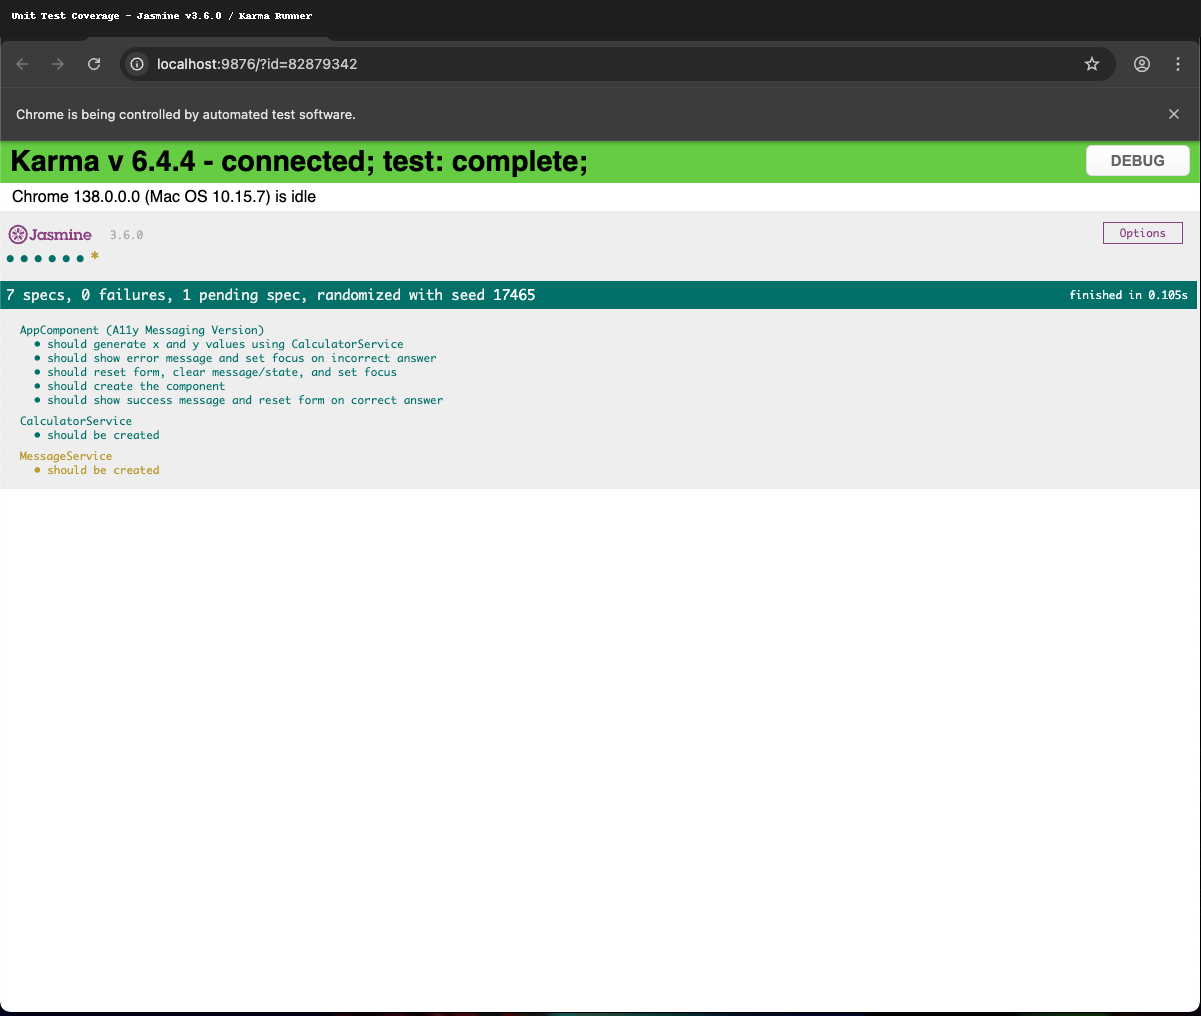 Unit Test Coverage - Jasmine v3.6.0 / Karma Runner
localhost:9876/?id=82879342
Chrome is being controlled by automated test software.
Karma v 6.4.4 - connected; test: complete;
DEBUG
Chrome 138.0.0.0 (Mac OS 10.15.7) is idle
Jasmine 3.6.0
Options
••••••*
7 specs, 0 failures, 1 pending spec, randomized with seed 17465
finished in 0.105s
AppComponent (A11y Messaging Version)
• should generate x and y values using CalculatorService
• should show error message and set focus on incorrect answer
• should reset form, clear message/state, and set focus
• should create the component
• should show success message and reset form on correct answer
CalculatorService
• should be created
MessageService
• should be created